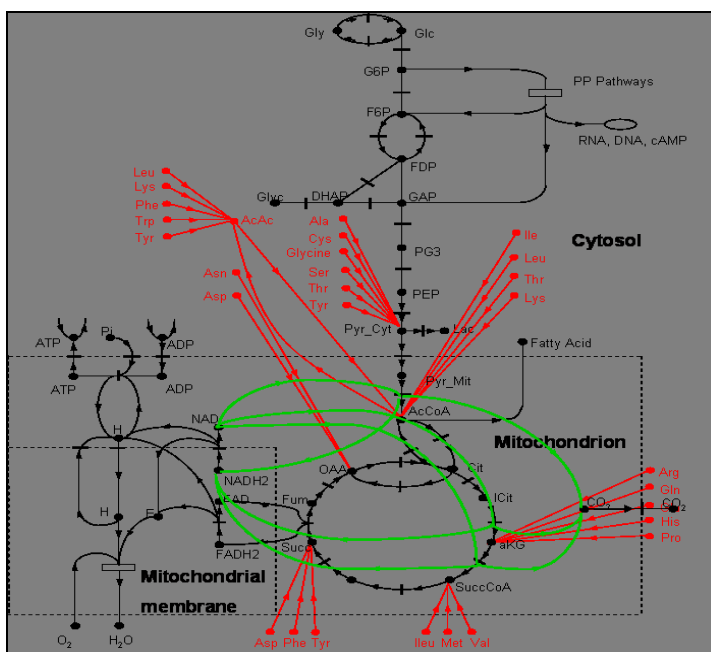 Gly Glc
G6P
PP Pathways
F6P
RNA, DNA, cAMP
FDP
Leu
Lys
Phe
Trp
Tyr
AcAc
Glyc DHAP GAP
Ala
Cys
Glycine
Ser
Thr
Tyr
Ile
Leu
Thr
Lys
Cytosol
PG3
Asn
Asp
PEP
Pyr_Cyt Lac
Fatty Acid
ATP Pi ADP
ATP ADP
Pyr_Mit
AcCoA
NAD
H
Mitochondrion
NADH2
OAA Cit
Arg
Gln
His
Pro
FAD Fum ICit
CO2 CO2
H F
Succ aKG
FADH2
Mitochondrial
membrane
SuccCoA
O2 H2O
Asp Phe Tyr
Ileu Met Val